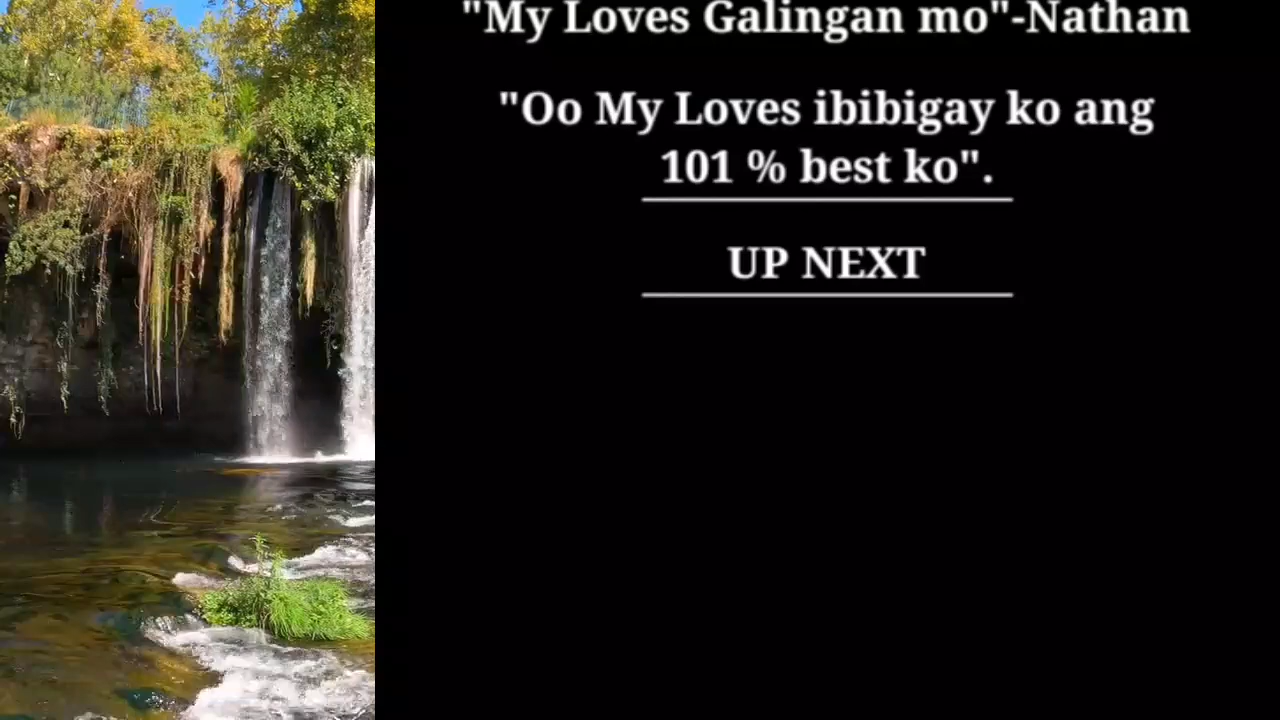 "My Loves Galingan mo"-Nathan
"Oo My Loves ibibigay ko ang
101 % best ko".
UP NEXT